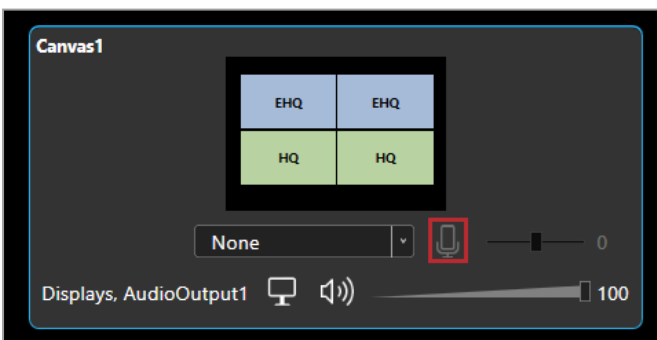 Canvas1
EHQ EHQ
HQ HQ
None 0
Displays, AudioOutput1 100